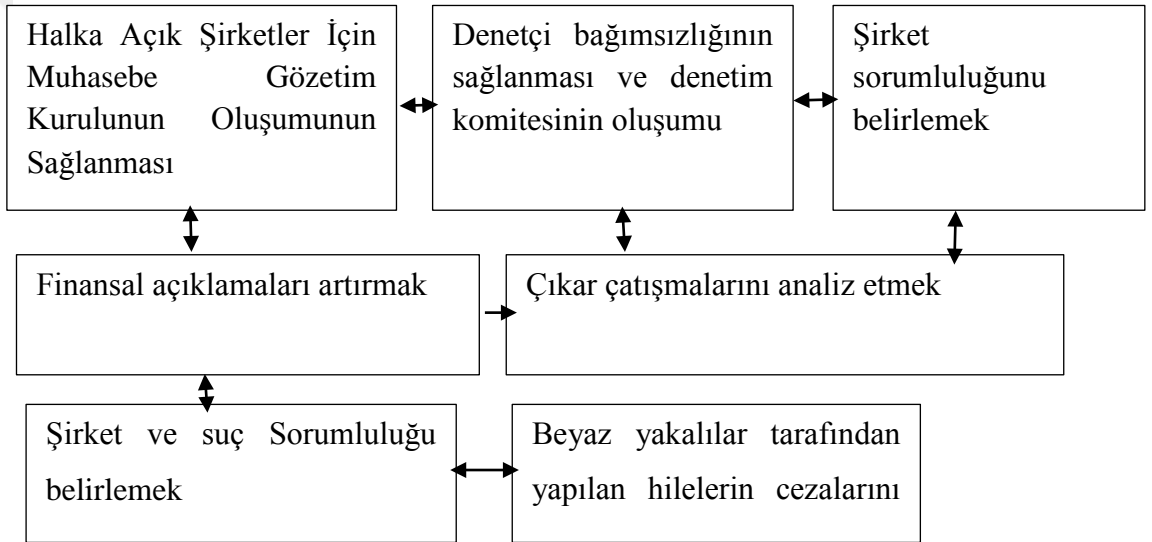 Halka Açık Şirketler İçin
Muhasebe Gözetim
Kurulunun Oluşumunun
Sağlanması
Denetçi bağımsızlığının
sağlanması ve denetim
komitesinin oluşumu
Şirket
sorumluluğunu
belirlemek
Finansal açıklamaları artırmak
Çıkar çatışmalarını analiz etmek
Şirket ve suç Sorumluluğu
belirlemek
Beyaz yakalılar tarafından
yapılan hilelerin cezalarını